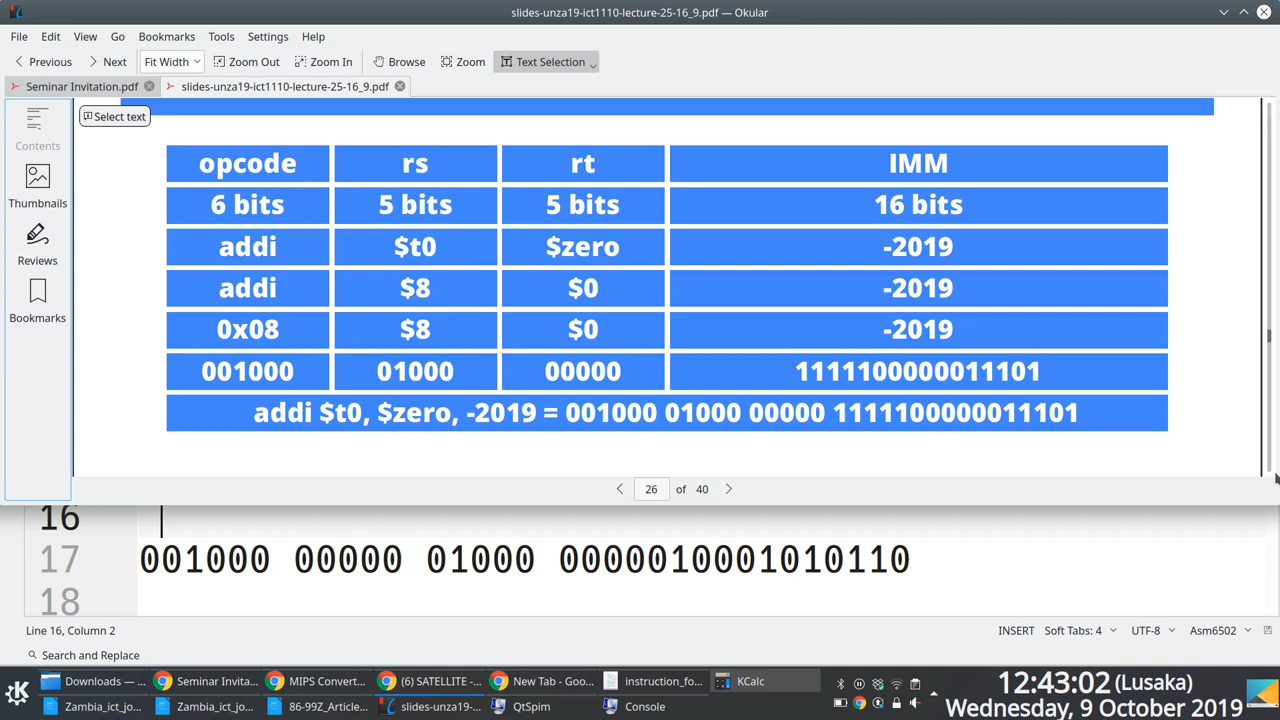 slides-unza19-ict1110-lecture-25-16_9.pdf — Okular
File Edit View Go Bookmarks Tools Settings Help
Previous Next Fit Width Zoom Out Zoom In Browse Zoom Text Selection
Seminar Invitation.pdf slides-unza19-ict1110-lecture-25-16_9.pdf
Select text
Contents
Thumbnails
Reviews
Bookmarks
opcode rs rt IMM
6 bits 5 bits 5 bits 16 bits
addi $t0 $zero -2019
addi $8 $0 -2019
0x08 $8 $0 -2019
001000 01000 00000 1111100000011101
addi $t0, $zero, -2019 = 001000 01000 00000 1111100000011101
26 of 40
16
17 001000 00000 01000 0000010001010110
18
Line 16, Column 2 INSERT Soft Tabs: 4 UTF-8 Asm6502
Search and Replace
Downloads — ... Seminar Invita... MIPS Convert... (6) SATELLITE -... New Tab - Goo... instruction_fo... KCalc
Zambia_ict_jo... Zambia_ict_jo... 86-99Z_Article... slides-unza19-... QtSpim Console
12:43:02 (Lusaka)
Wednesday, 9 October 2019